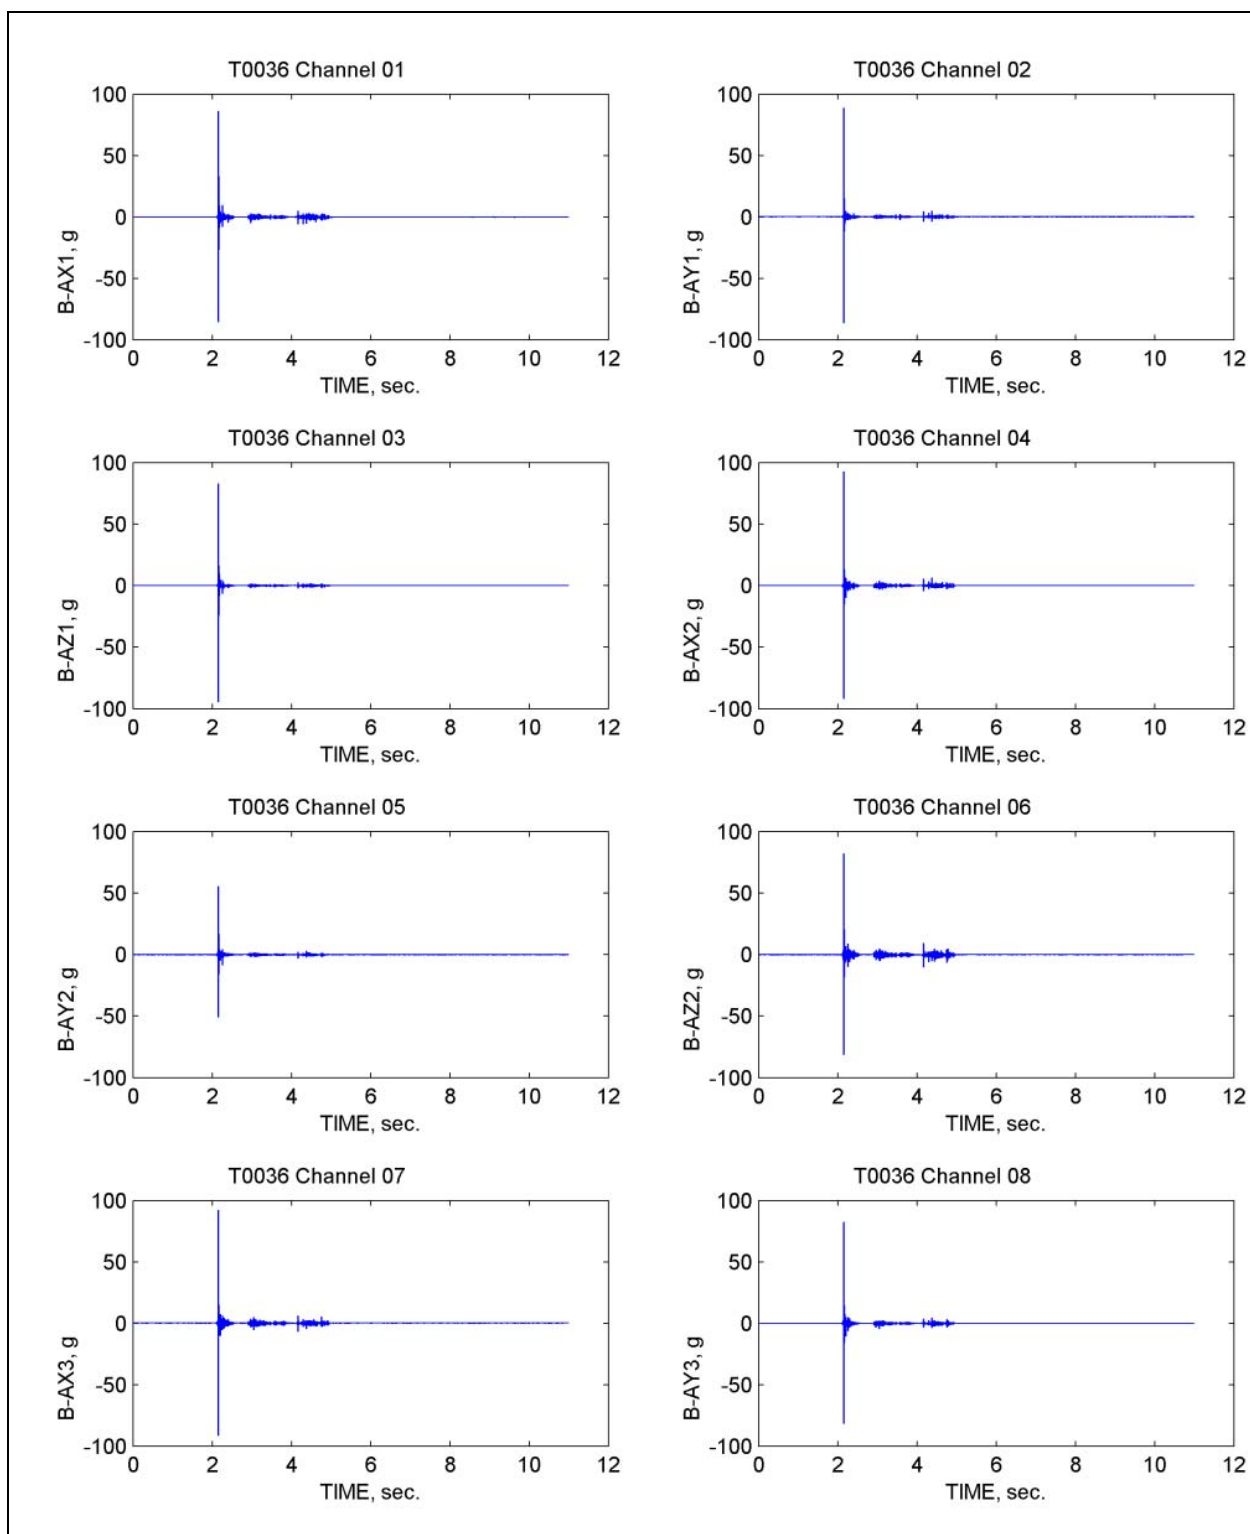 T0036 Channel 01
100
50
0
-50
-100
B-AX1, g
0 2 4 6 8 10 12
TIME, sec.
T0036 Channel 02
100
50
0
-50
-100
B-AY1, g
0 2 4 6 8 10 12
TIME, sec.
T0036 Channel 03
100
50
0
-50
-100
B-AZ1, g
0 2 4 6 8 10 12
TIME, sec.
T0036 Channel 04
100
50
0
-50
-100
B-AX2, g
0 2 4 6 8 10 12
TIME, sec.
T0036 Channel 05
100
50
0
-50
-100
B-AY2, g
0 2 4 6 8 10 12
TIME, sec.
T0036 Channel 06
100
50
0
-50
-100
B-AZ2, g
0 2 4 6 8 10 12
TIME, sec.
T0036 Channel 07
100
50
0
-50
-100
B-AX3, g
0 2 4 6 8 10 12
TIME, sec.
T0036 Channel 08
100
50
0
-50
-100
B-AY3, g
0 2 4 6 8 10 12
TIME, sec.